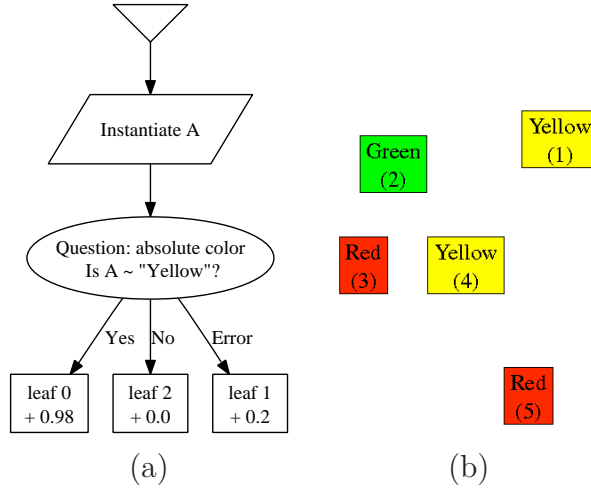 Instantiate A
Question: absolute color
Is A ~ "Yellow"?
Yes
No
Error
leaf 0
+ 0.98
leaf 2
+ 0.0
leaf 1
+ 0.2
(a)
Yellow
(1)
Green
(2)
Red
(3)
Yellow
(4)
Red
(5)
(b)